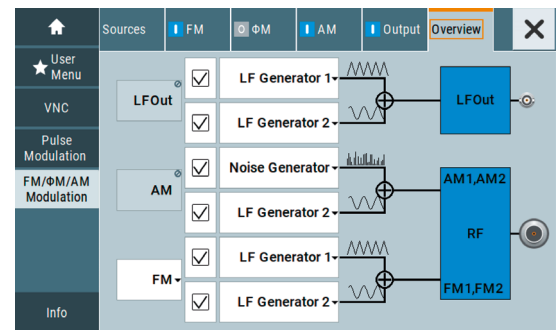 Sources
FM
ΦM
AM
Output
Overview
User
Menu
VNC
Pulse
Modulation
FM/ΦM/AM
Modulation
Info
LFOut
LF Generator 1
LF Generator 2
LFOut
AM
Noise Generator
LF Generator 2
AM1,AM2
RF
FM
LF Generator 1
LF Generator 2
FM1,FM2